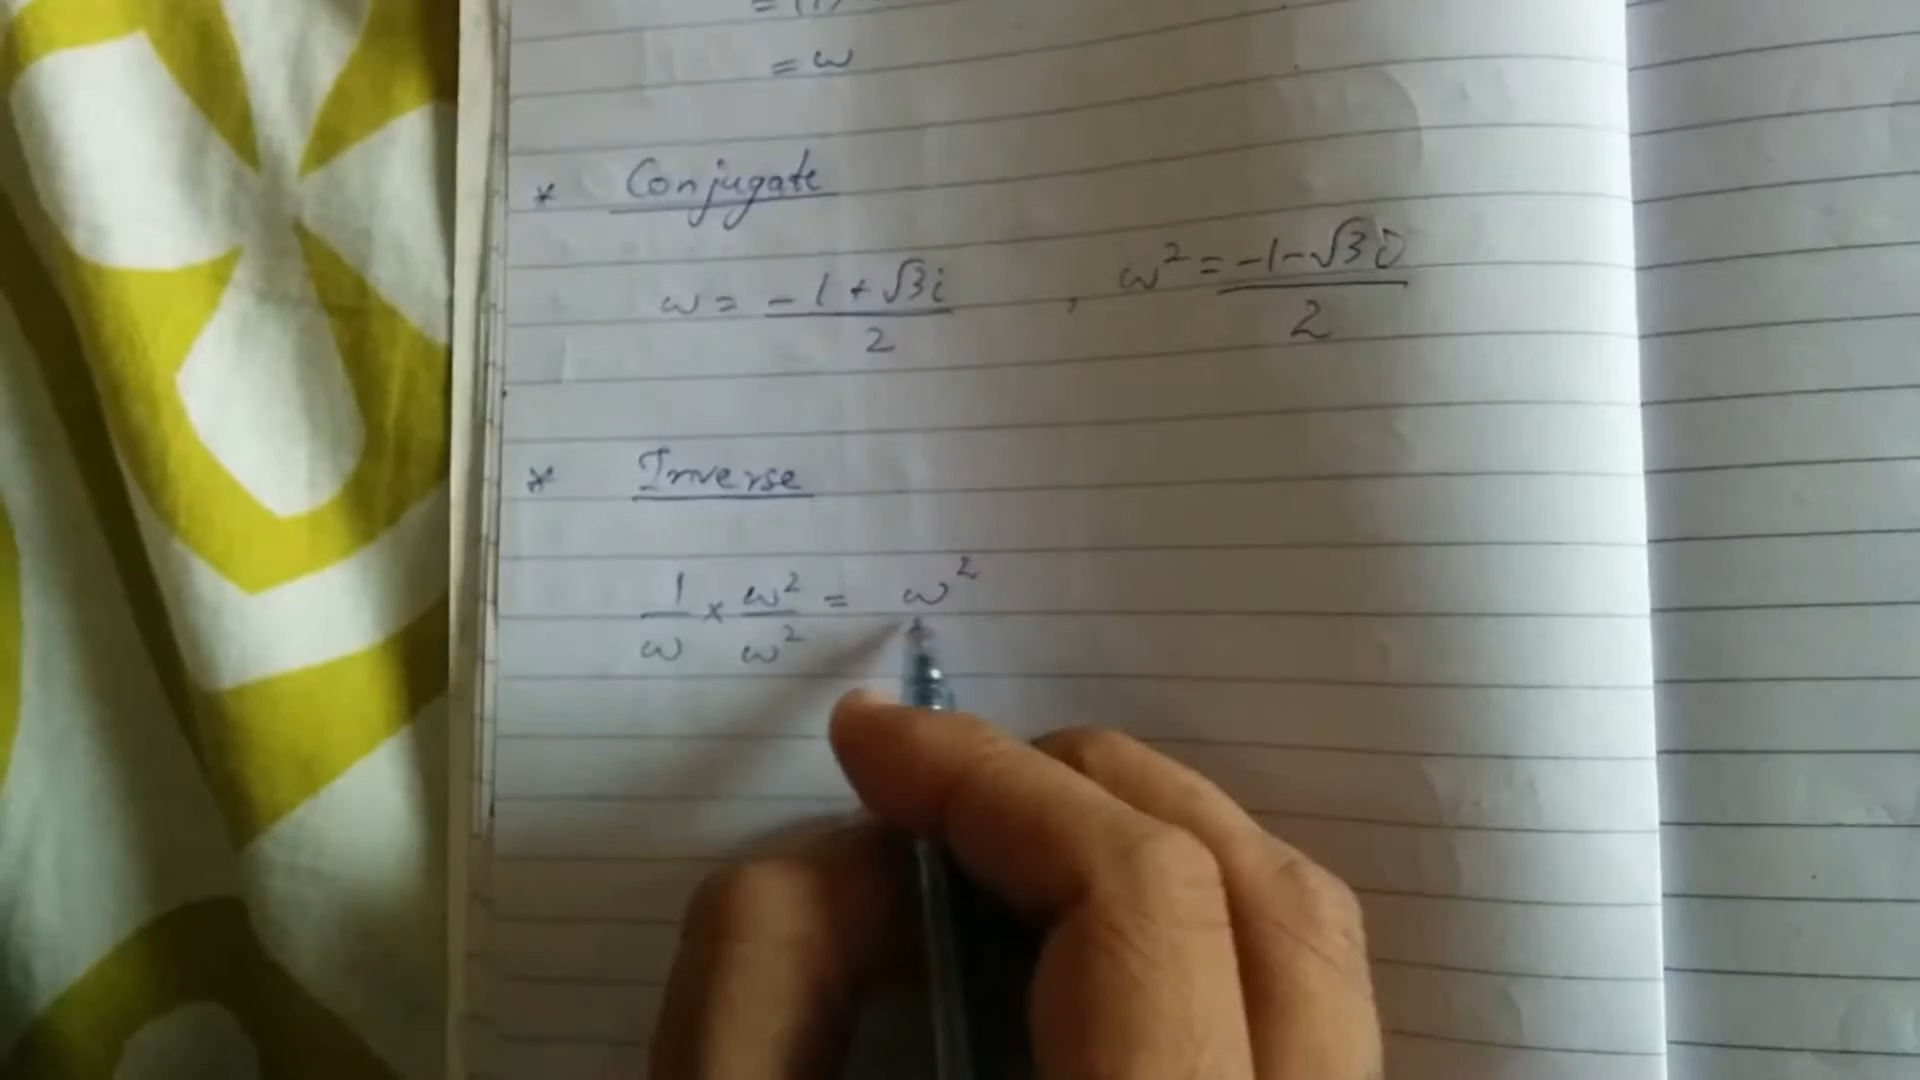 = ω
* Conjugate
ω = -1 + √3i / 2 , ω² = -1 - √3i / 2
* Inverse
1/ω × ω²/ω² = ω²